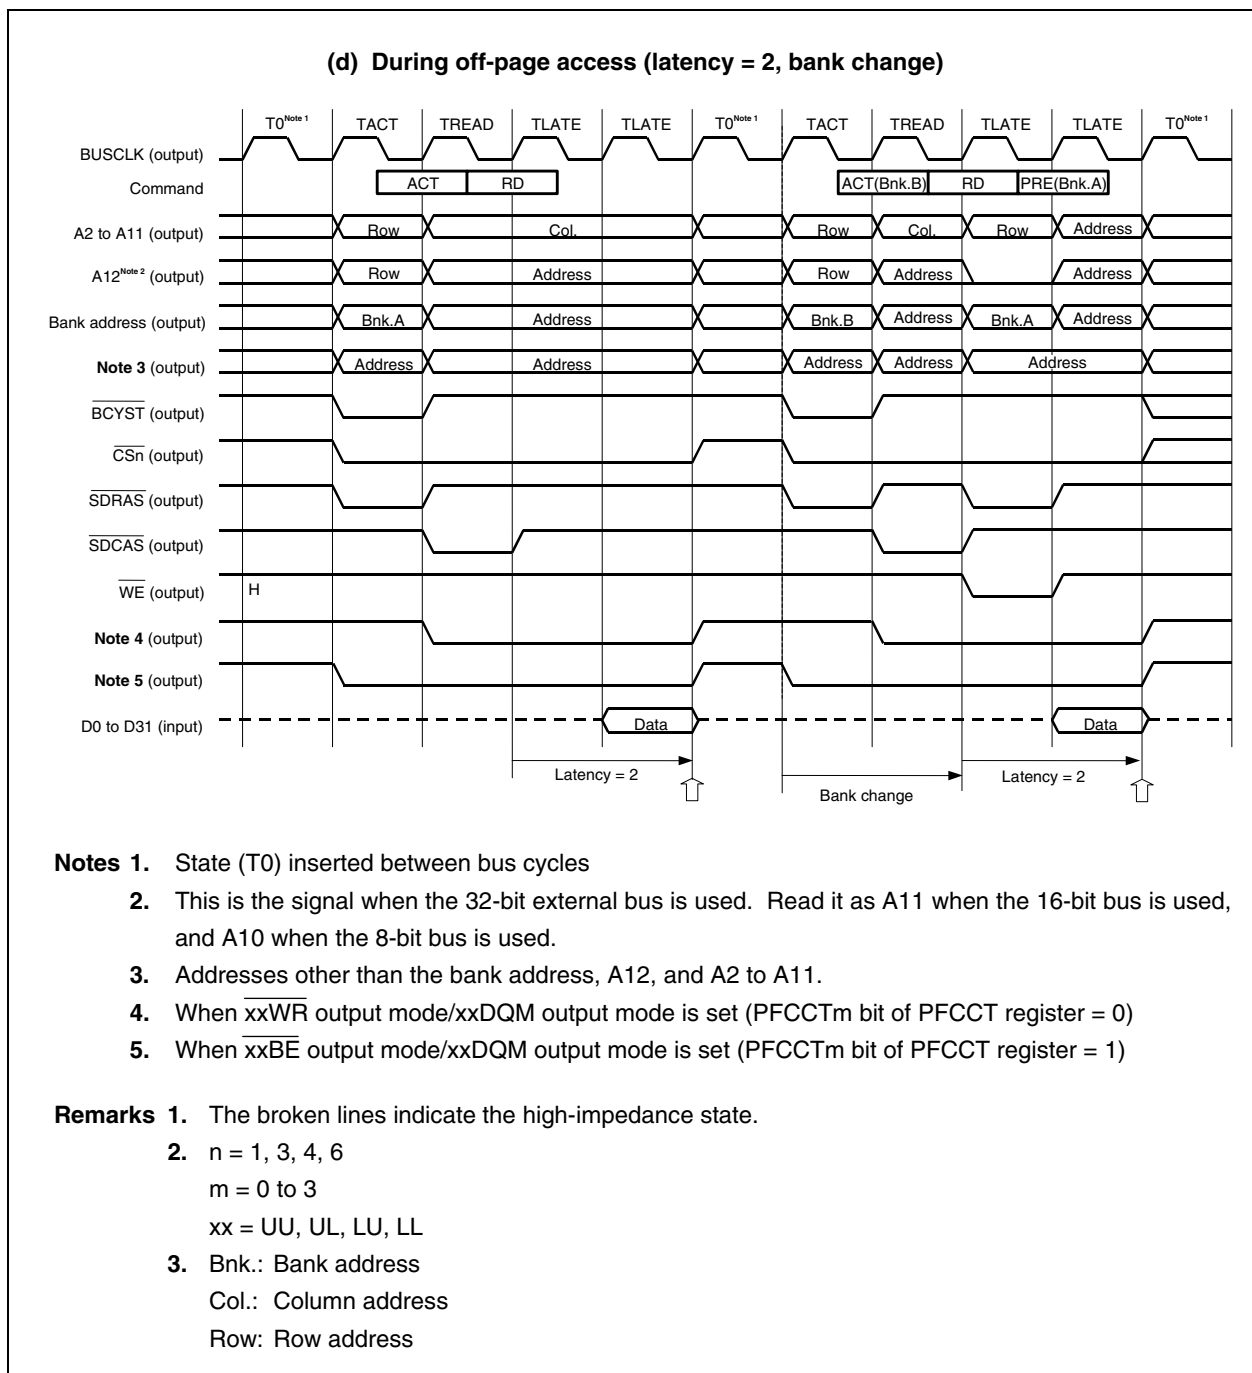 (d) During off-page access (latency = 2, bank change)
T0Note 1 TACT TREAD TLATE TLATE T0Note 1 TACT TREAD TLATE TLATE T0Note 1
BUSCLK (output)
Command ACT RD ACT(Bnk.B) RD PRE(Bnk.A)
A2 to A11 (output) Row Col. Row Col. Row Address
A12Note 2 (output) Row Address Row Address Address
Bank address (output) Bnk.A Address Bnk.B Address Bnk.A Address
Note 3 (output) Address Address Address Address Address
BCYST (output)
CSn (output)
SDRAS (output)
SDCAS (output)
WE (output) H
Note 4 (output)
Note 5 (output)
D0 to D31 (input) Data Data
Latency = 2 Bank change Latency = 2
Notes 1. State (T0) inserted between bus cycles
2. This is the signal when the 32-bit external bus is used. Read it as A11 when the 16-bit bus is used,
and A10 when the 8-bit bus is used.
3. Addresses other than the bank address, A12, and A2 to A11.
4. When xxWR output mode/xxDQM output mode is set (PFCCTm bit of PFCCT register = 0)
5. When xxBE output mode/xxDQM output mode is set (PFCCTm bit of PFCCT register = 1)
Remarks 1. The broken lines indicate the high-impedance state.
2. n = 1, 3, 4, 6
m = 0 to 3
xx = UU, UL, LU, LL
3. Bnk.: Bank address
Col.: Column address
Row: Row address